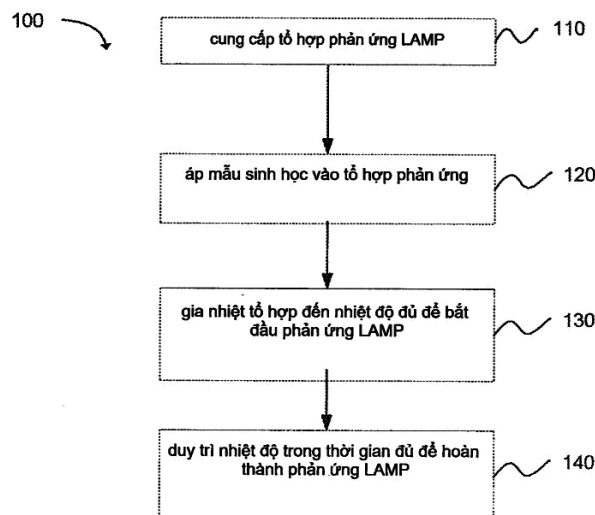 100
cung cấp tổ hợp phản ứng LAMP
110
áp mẫu sinh học vào tổ hợp phản ứng
120
gia nhiệt tổ hợp đến nhiệt độ đủ để bắt
đầu phản ứng LAMP
130
duy trì nhiệt độ trong thời gian đủ để hoàn
thành phản ứng LAMP
140